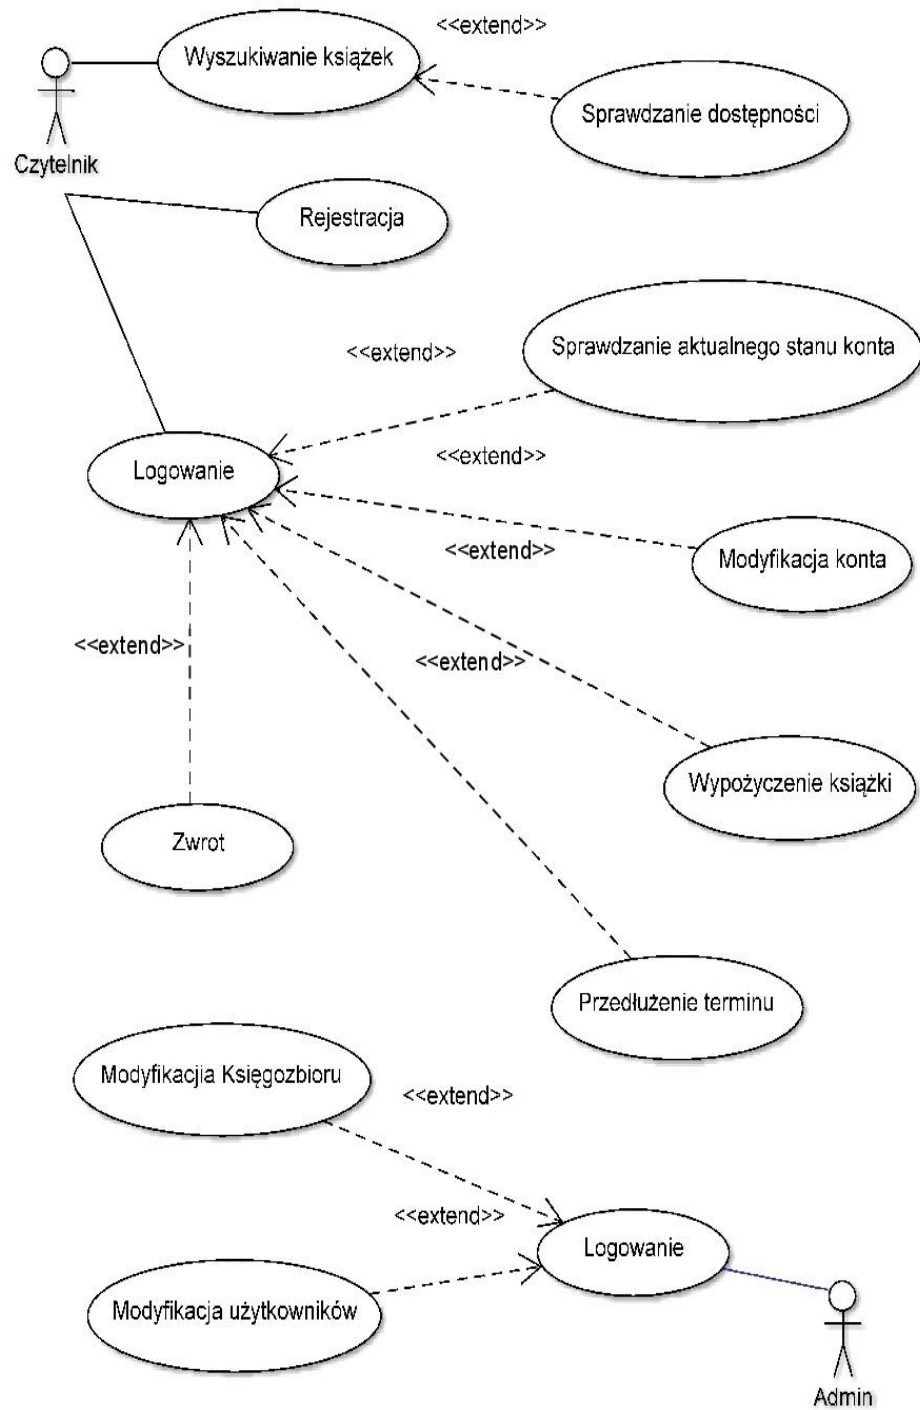 <<extend>>
Wyszukiwanie książek
Sprawdzanie dostępności
Czytelnik
Rejestracja
<<extend>>
Sprawdzanie aktualnego stanu konta
<<extend>>
Logowanie
<<extend>>
Modyfikacja konta
<<extend>>
<<extend>>
Wypożyczenie książki
Zwrot
Przedłużenie terminu
Modyfikacjia Księgozbioru
<<extend>>
<<extend>>
Logowanie
Modyfikacja użytkowników
Admin